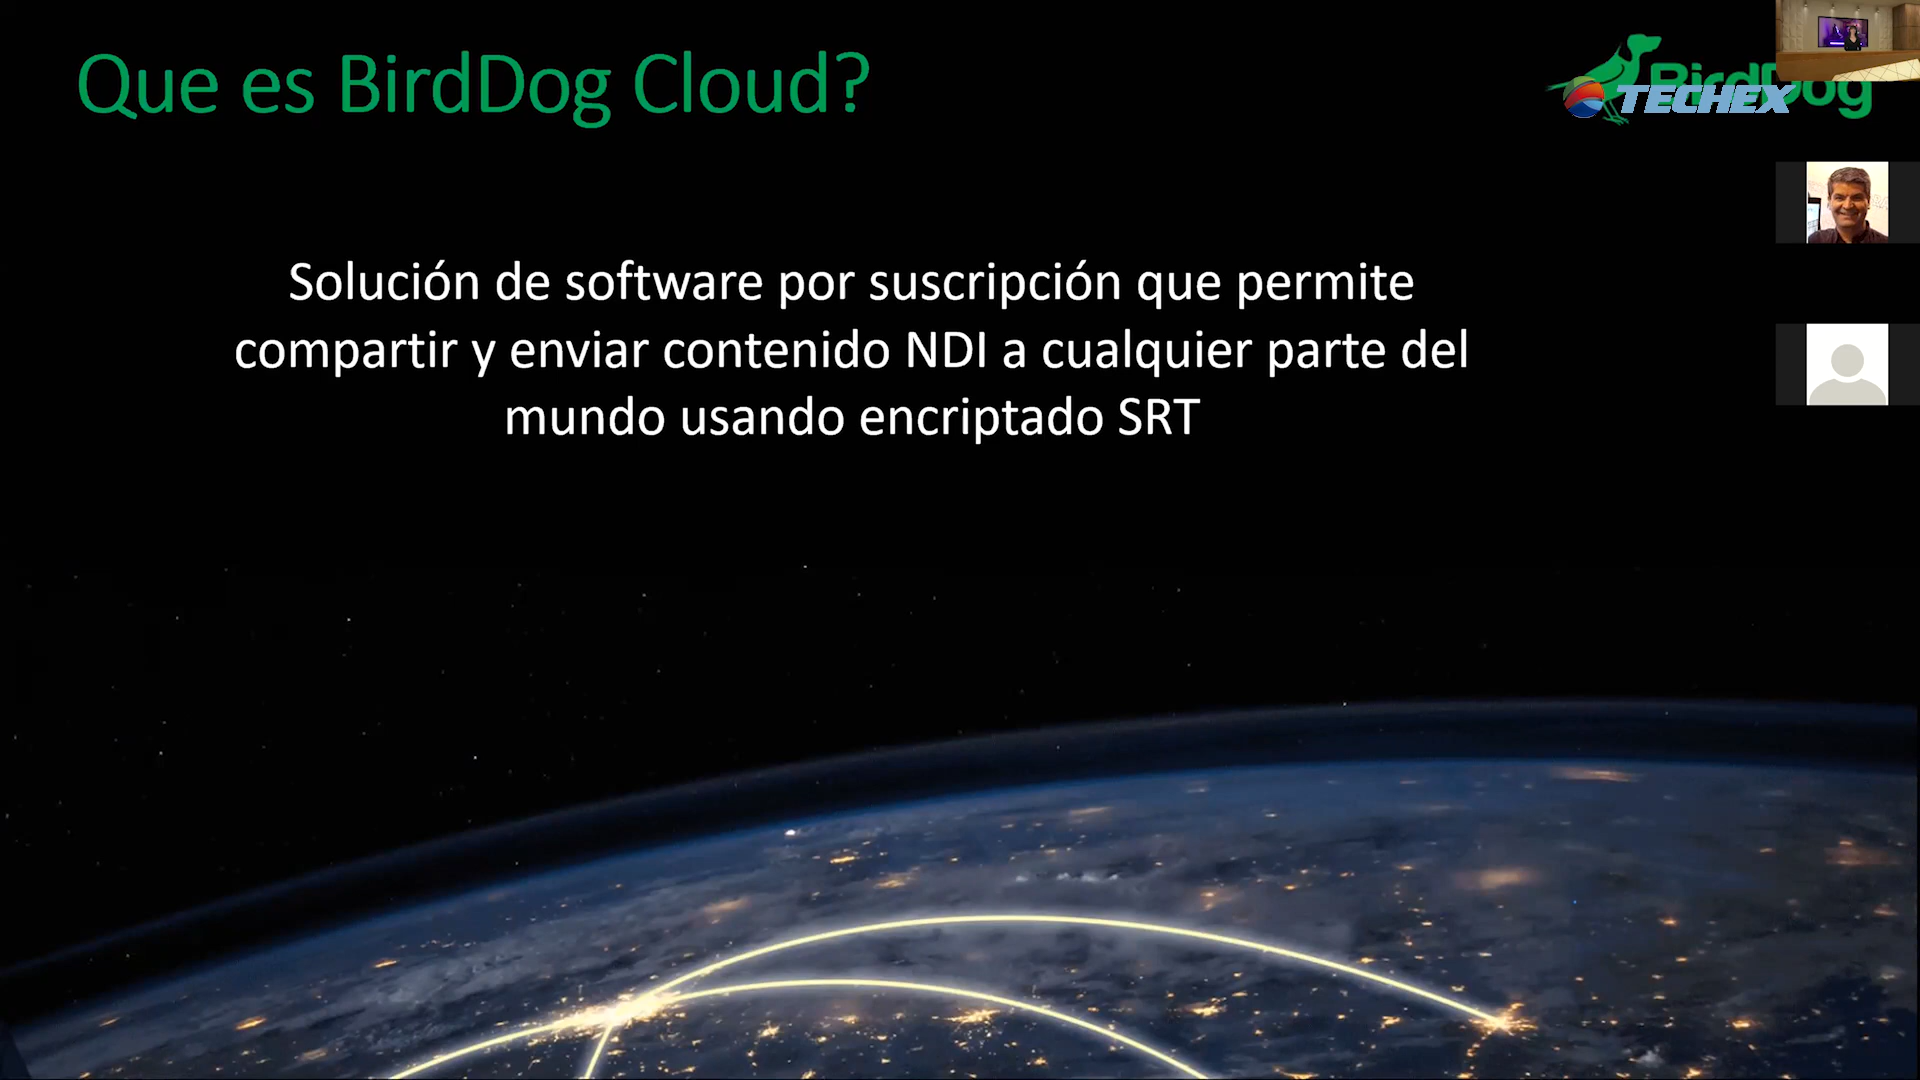 Que es BirdDog Cloud?
BirdDog
TECHEX
Solución de software por suscripción que permite
compartir y enviar contenido NDI a cualquier parte del
mundo usando encriptado SRT